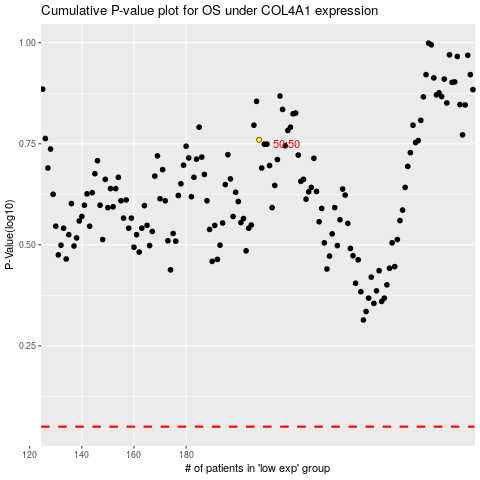 Cumulative P-value plot for OS under COL4A1 expression
P-Value(log10)
1.00
0.75
0.50
0.25
50:50
120 140 160 180
# of patients in 'low exp' group